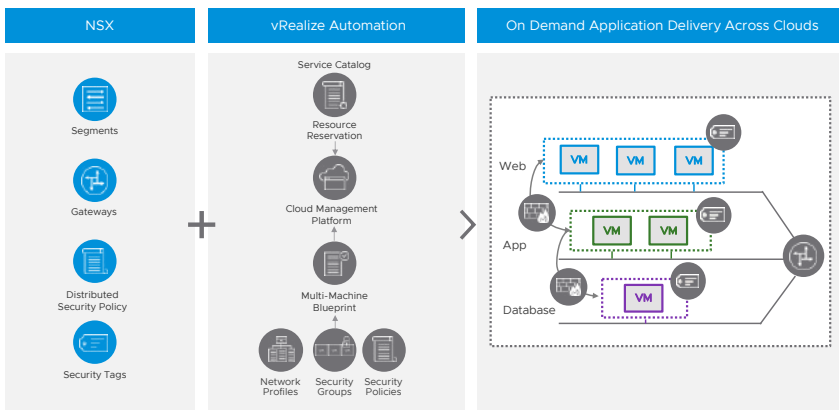 NSX
Segments
Gateways
Distributed
Security Policy
Security Tags
vRealize Automation
Service Catalog
Resource
Reservation
Cloud Management
Platform
Multi-Machine
Blueprint
Network
Profiles
Security
Groups
Security
Policies
On Demand Application Delivery Across Clouds
Web
VM
VM
VM
App
VM
VM
Database
VM